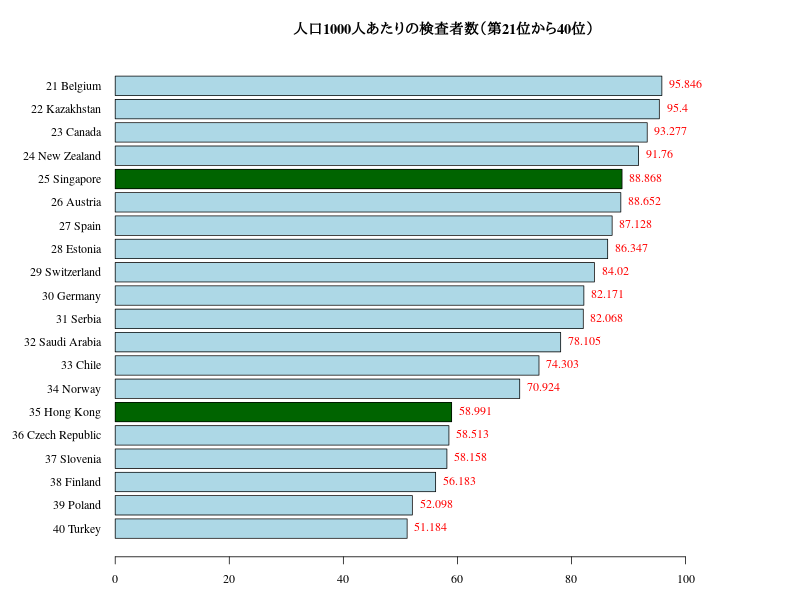 人口1000人あたりの検査者数（第21位から40位）
21 Belgium 95.846
22 Kazakhstan 95.4
23 Canada 93.277
24 New Zealand 91.76
25 Singapore 88.868
26 Austria 88.652
27 Spain 87.128
28 Estonia 86.347
29 Switzerland 84.02
30 Germany 82.171
31 Serbia 82.068
32 Saudi Arabia 78.105
33 Chile 74.303
34 Norway 70.924
35 Hong Kong 58.991
36 Czech Republic 58.513
37 Slovenia 58.158
38 Finland 56.183
39 Poland 52.098
40 Turkey 51.184
0 20 40 60 80 100